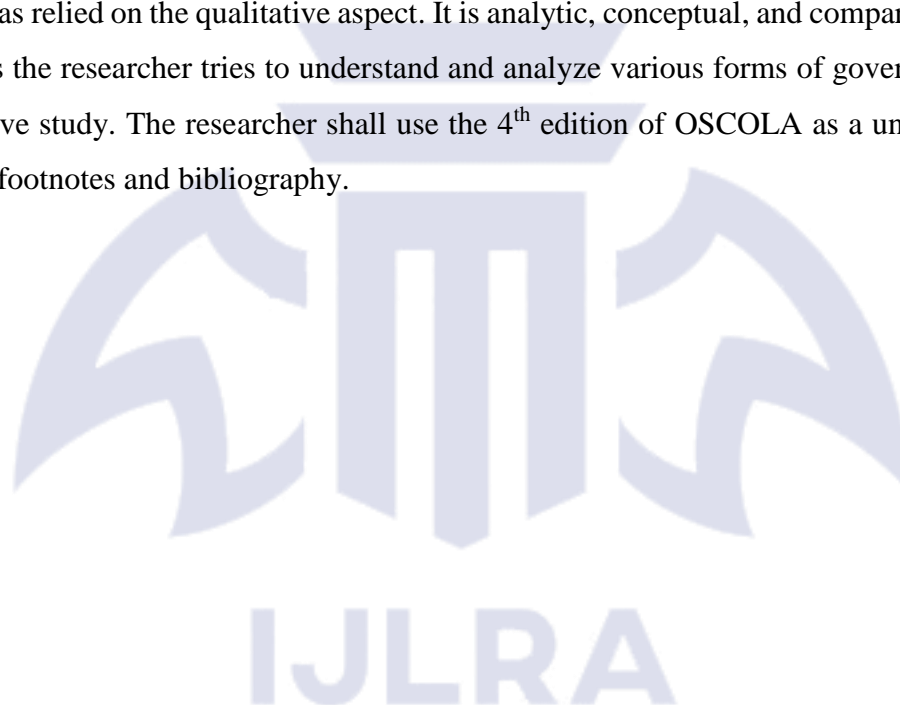 as relied on the qualitative aspect. It is analytic, conceptual, and compar
s the researcher tries to understand and analyze various forms of gover
ve study. The researcher shall use the 4th edition of OSCOLA as a un
footnotes and bibliography.
IJLRA